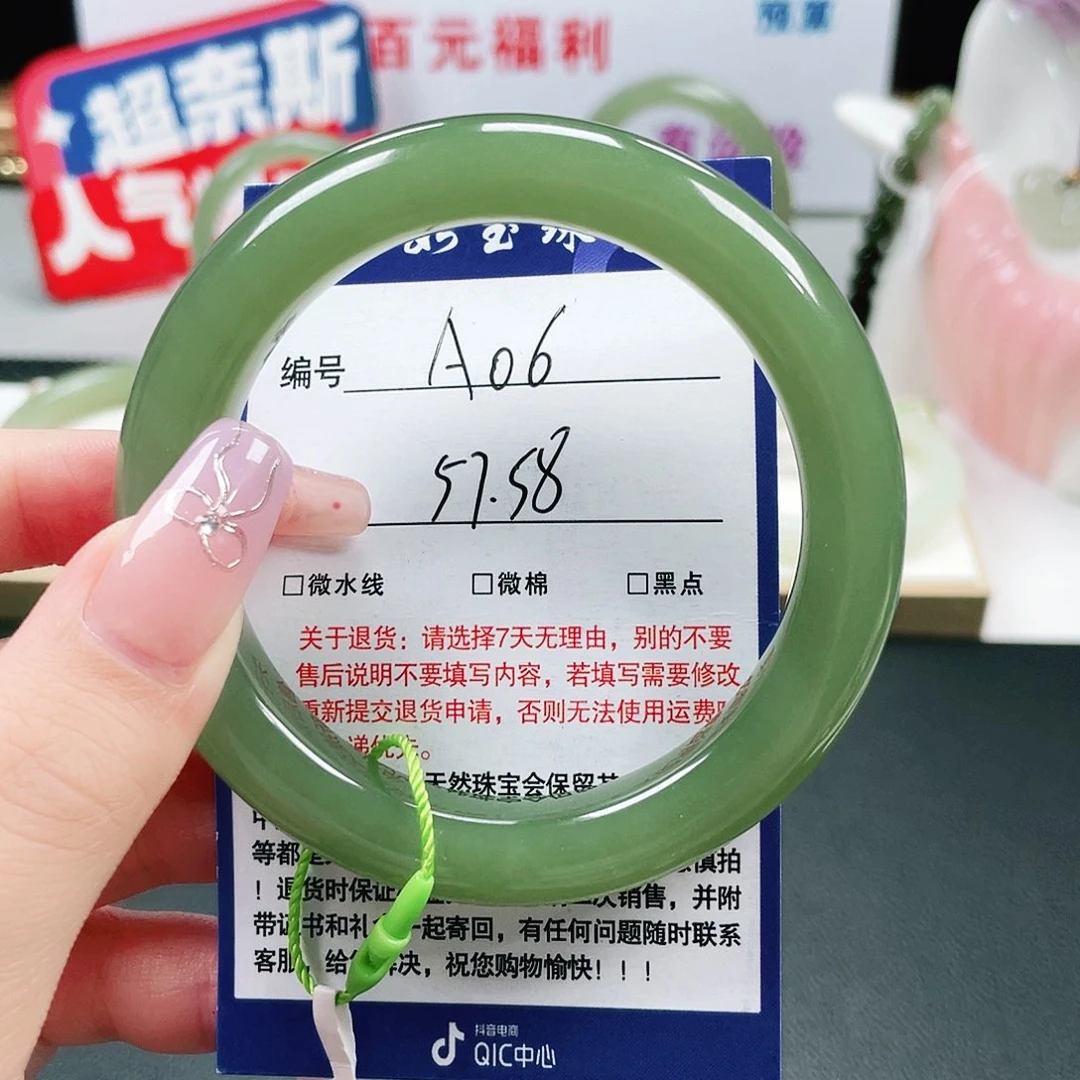 超奈斯
人气
百元福利
编号 A06
57.58
□微水线 □微棉 □黑点
关于退货：请选择7天无理由，别的不要
售后说明不要填写内容，若填写需要修改
重新提交退货申请，否则无法使用运费
天然珠宝会保留
等都
慎拍
！退货时保证 次销售，并附
带证书和礼 一起寄回，有任何问题随时联系
客服， 决，祝您购物愉快！！！
抖音电商
QIC中心